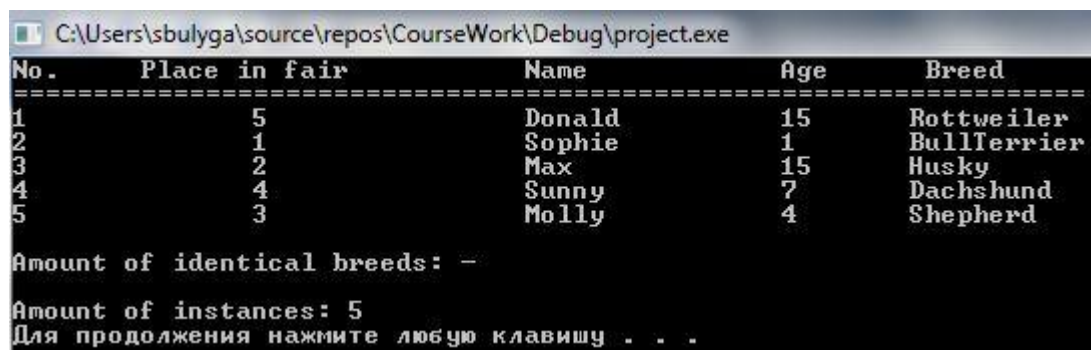 C:\Users\sbulyga\source\repos\CourseWork\Debug\project.exe
No. Place in fair Name Age Breed
==================================================================
1 5 Donald 15 Rottweiler
2 1 Sophie 1 BullTerrier
3 2 Max 15 Husky
4 4 Sunny 7 Dachshund
5 3 Molly 4 Shepherd
Amount of identical breeds: -
Amount of instances: 5
Для продолжения нажмите любую клавишу . . .